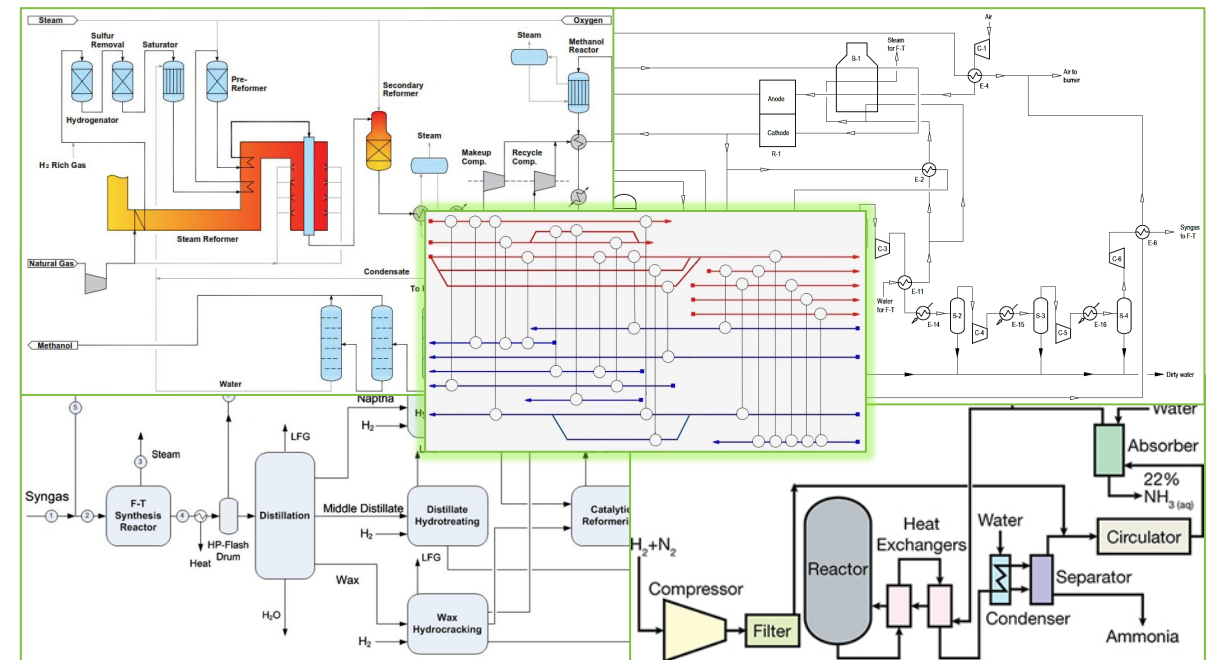 Steam
Oxygen
Sulfur
Removal
Saturator
Pre-
Reformer
Hydrogenator
H₂ Rich Gas
Secondary
Reformer
Steam
Methanol
Reactor
Steam
Makeup
Comp.
Recycle
Comp.
Steam Reformer
Natural Gas
Condensate
Methanol
Water
Air
C-1
E-4
Air to
burner
Steam
for F-T
B-1
Anode
Cathode
R-1
E-2
C-3
E-11
Water
for F-T
E-14
S-2
C-4
E-15
S-3
C-5
E-16
S-4
C-6
E-6
Syngas
to F-T
Dirty water
Naptha
H₂
5
LFG
Steam
3
Syngas
1
2
F-T
Synthesis
Reactor
4
Heat
HP-Flash
Drum
Distillation
H₂O
Middle Distillate
H₂
Distillate
Hydrotreating
LFG
Wax
H₂
Wax
Hydrocracking
H₂+N₂
Compressor
Filter
Reactor
Heat
Exchangers
Water
Condenser
Separator
Circulator
Ammonia
Water
Absorber
22%
NH₃ (aq)